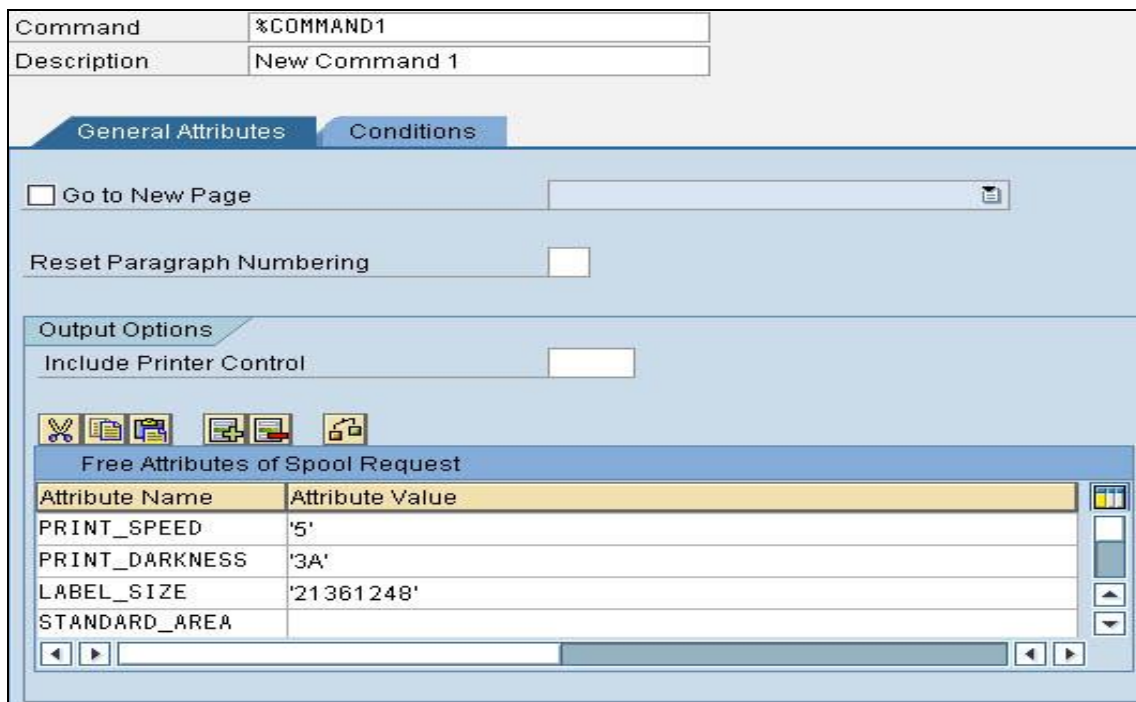 Command %COMMAND1
Description New Command 1
General Attributes Conditions
Go to New Page
Reset Paragraph Numbering
Output Options
Include Printer Control
Free Attributes of Spool Request
Attribute Name Attribute Value
PRINT_SPEED '5'
PRINT_DARKNESS '3A'
LABEL_SIZE '21361248'
STANDARD_AREA